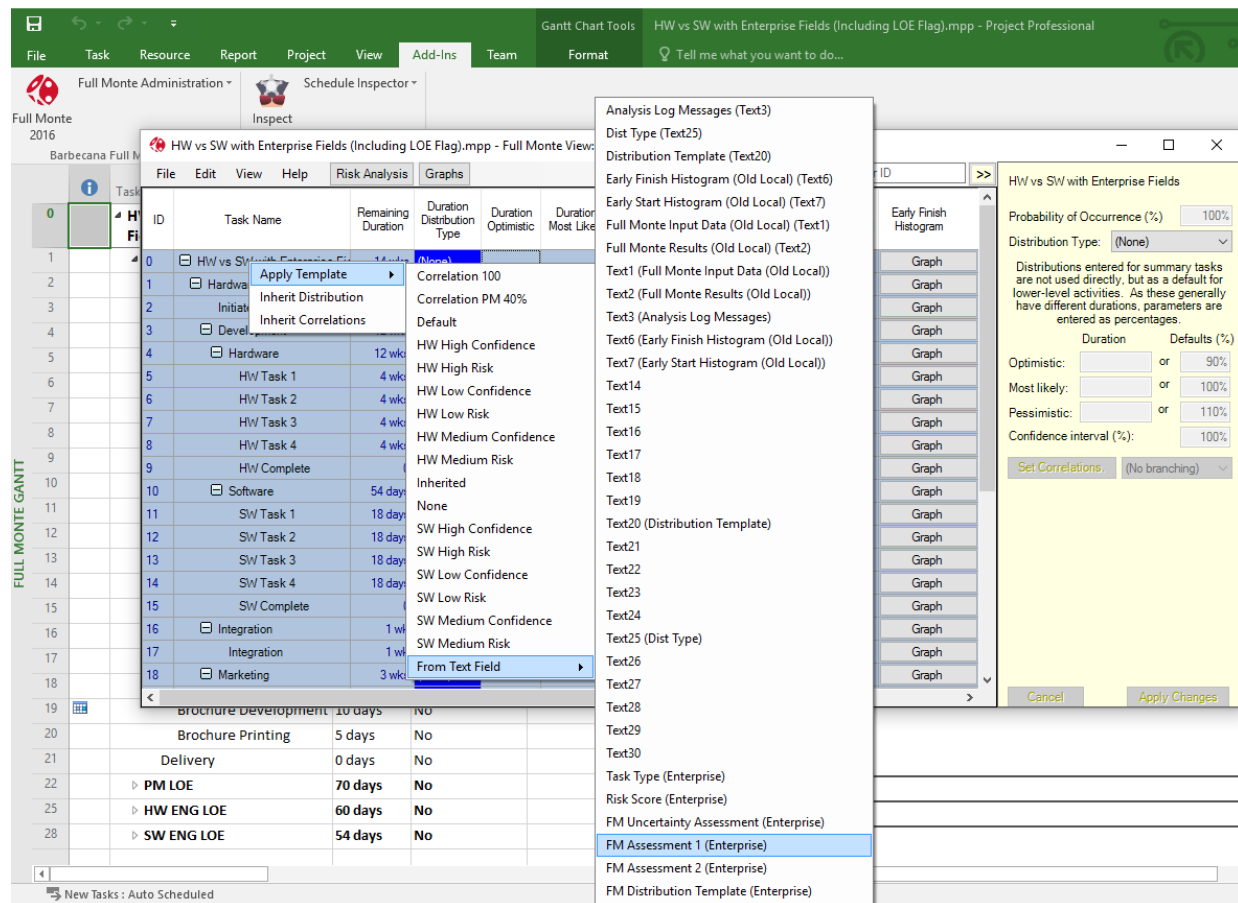 Gantt Chart Tools
HW vs SW with Enterprise Fields (Including LOE Flag).mpp - Project Professional
File Task Resource Report Project View Add-Ins Team Format Tell me what you want to do...
Full Monte Administration
Schedule Inspector
Full Monte
2016
Inspect
Barbecana Full M
HW vs SW with Enterprise Fields (Including LOE Flag).mpp - Full Monte View:
File Edit View Help Risk Analysis Graphs
ID >>
Task
ID Task Name Remaining Duration Duration Distribution Type Duration Optimistic Duration Most Like Early Finish Histogram
0 H
Fi
1
2
3
4
5
6
7
8
9
10
11
12
13
14
15
16
17
18
FULL MONTE GANTT
0 HW vs SW with Enterprise Fie 14 wks (None) Graph
1 Hardwa Graph
2 Initiate Graph
3 Devel Graph
4 Hardware 12 wks Graph
5 HW Task 1 4 wks Graph
6 HW Task 2 4 wks Graph
7 HW Task 3 4 wks Graph
8 HW Task 4 4 wks Graph
9 HW Complete Graph
10 Software 54 days Graph
11 SW Task 1 18 days Graph
12 SW Task 2 18 days Graph
13 SW Task 3 18 days Graph
14 SW Task 4 18 days Graph
15 SW Complete Graph
16 Integration 1 wk Graph
17 Integration 1 wk Graph
18 Marketing 3 wks Graph
Apply Template
Inherit Distribution
Inherit Correlations
Correlation 100
Correlation PM 40%
Default
HW High Confidence
HW High Risk
HW Low Confidence
HW Low Risk
HW Medium Confidence
HW Medium Risk
Inherited
None
SW High Confidence
SW High Risk
SW Low Confidence
SW Low Risk
SW Medium Confidence
SW Medium Risk
From Text Field
Analysis Log Messages (Text3)
Dist Type (Text25)
Distribution Template (Text20)
Early Finish Histogram (Old Local) (Text6)
Early Start Histogram (Old Local) (Text7)
Full Monte Input Data (Old Local) (Text1)
Full Monte Results (Old Local) (Text2)
Text1 (Full Monte Input Data (Old Local))
Text2 (Full Monte Results (Old Local))
Text3 (Analysis Log Messages)
Text6 (Early Finish Histogram (Old Local))
Text7 (Early Start Histogram (Old Local))
Text14
Text15
Text16
Text17
Text18
Text19
Text20 (Distribution Template)
Text21
Text22
Text23
Text24
Text25 (Dist Type)
Text26
Text27
Text28
Text29
Text30
Task Type (Enterprise)
Risk Score (Enterprise)
FM Uncertainty Assessment (Enterprise)
FM Assessment 1 (Enterprise)
FM Assessment 2 (Enterprise)
FM Distribution Template (Enterprise)
HW vs SW with Enterprise Fields
Probability of Occurrence (%) 100%
Distribution Type: (None)
Distributions entered for summary tasks
are not used directly, but as a default for
lower-level activities. As these generally
have different durations, parameters are
entered as percentages.
Duration Defaults (%)
Optimistic: or 90%
Most likely: or 100%
Pessimistic: or 110%
Confidence interval (%): 100%
Set Correlations. (No branching)
Cancel Apply Changes
19 Brochure Development 10 days No
20 Brochure Printing 5 days No
21 Delivery 0 days No
22 PM LOE 70 days No
25 HW ENG LOE 60 days No
28 SW ENG LOE 54 days No
New Tasks : Auto Scheduled